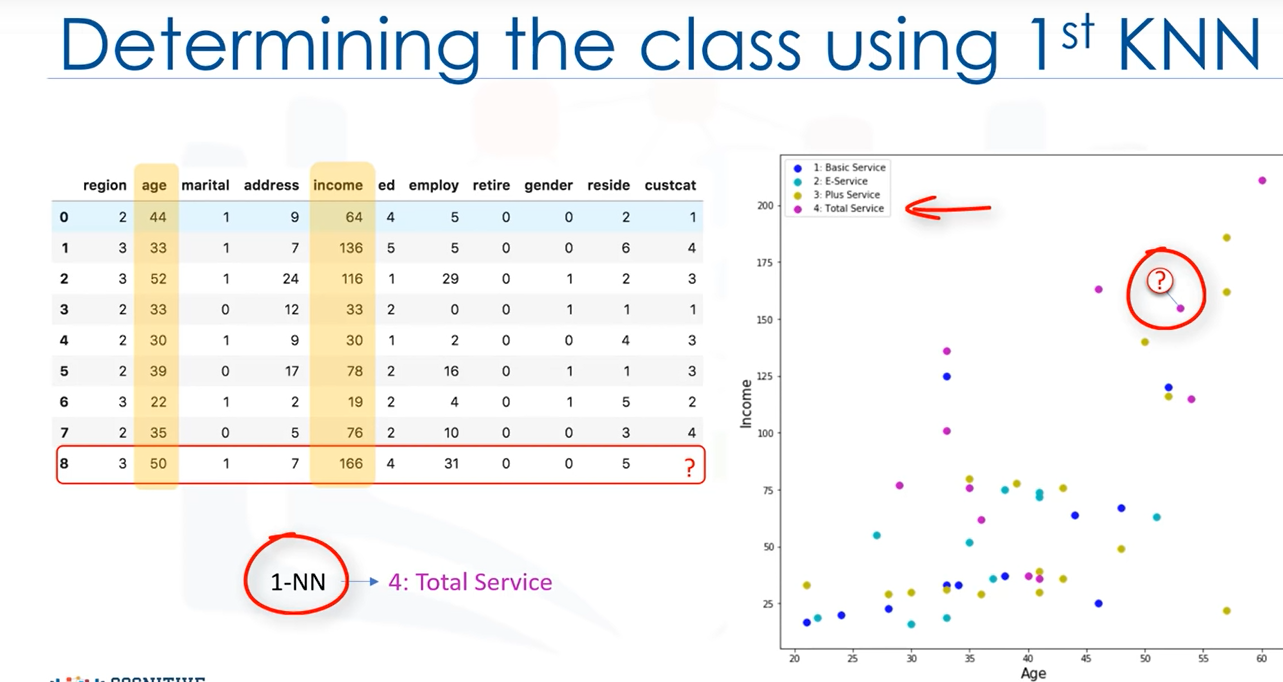 Determining the class using 1st KNN
region age marital address income ed employ retire gender reside custcat
0 2 44 1 9 64 4 5 0 0 2 1
1 3 33 1 7 136 5 5 0 0 6 4
2 3 52 1 24 116 1 29 0 1 2 3
3 2 33 0 12 33 2 0 0 1 1 1
4 2 30 1 9 30 1 2 0 0 4 3
5 2 39 0 17 78 2 16 0 1 1 3
6 3 22 1 2 19 2 4 0 1 5 2
7 2 35 0 5 76 2 10 0 0 3 4
8 3 50 1 7 166 4 31 0 0 5 ?
1-NN 4: Total Service
1: Basic Service
2: E-Service
3: Plus Service
4: Total Service
?
200
175
150
125
100
75
50
25
Income
20 25 30 35 40 45 50 55 60
Age